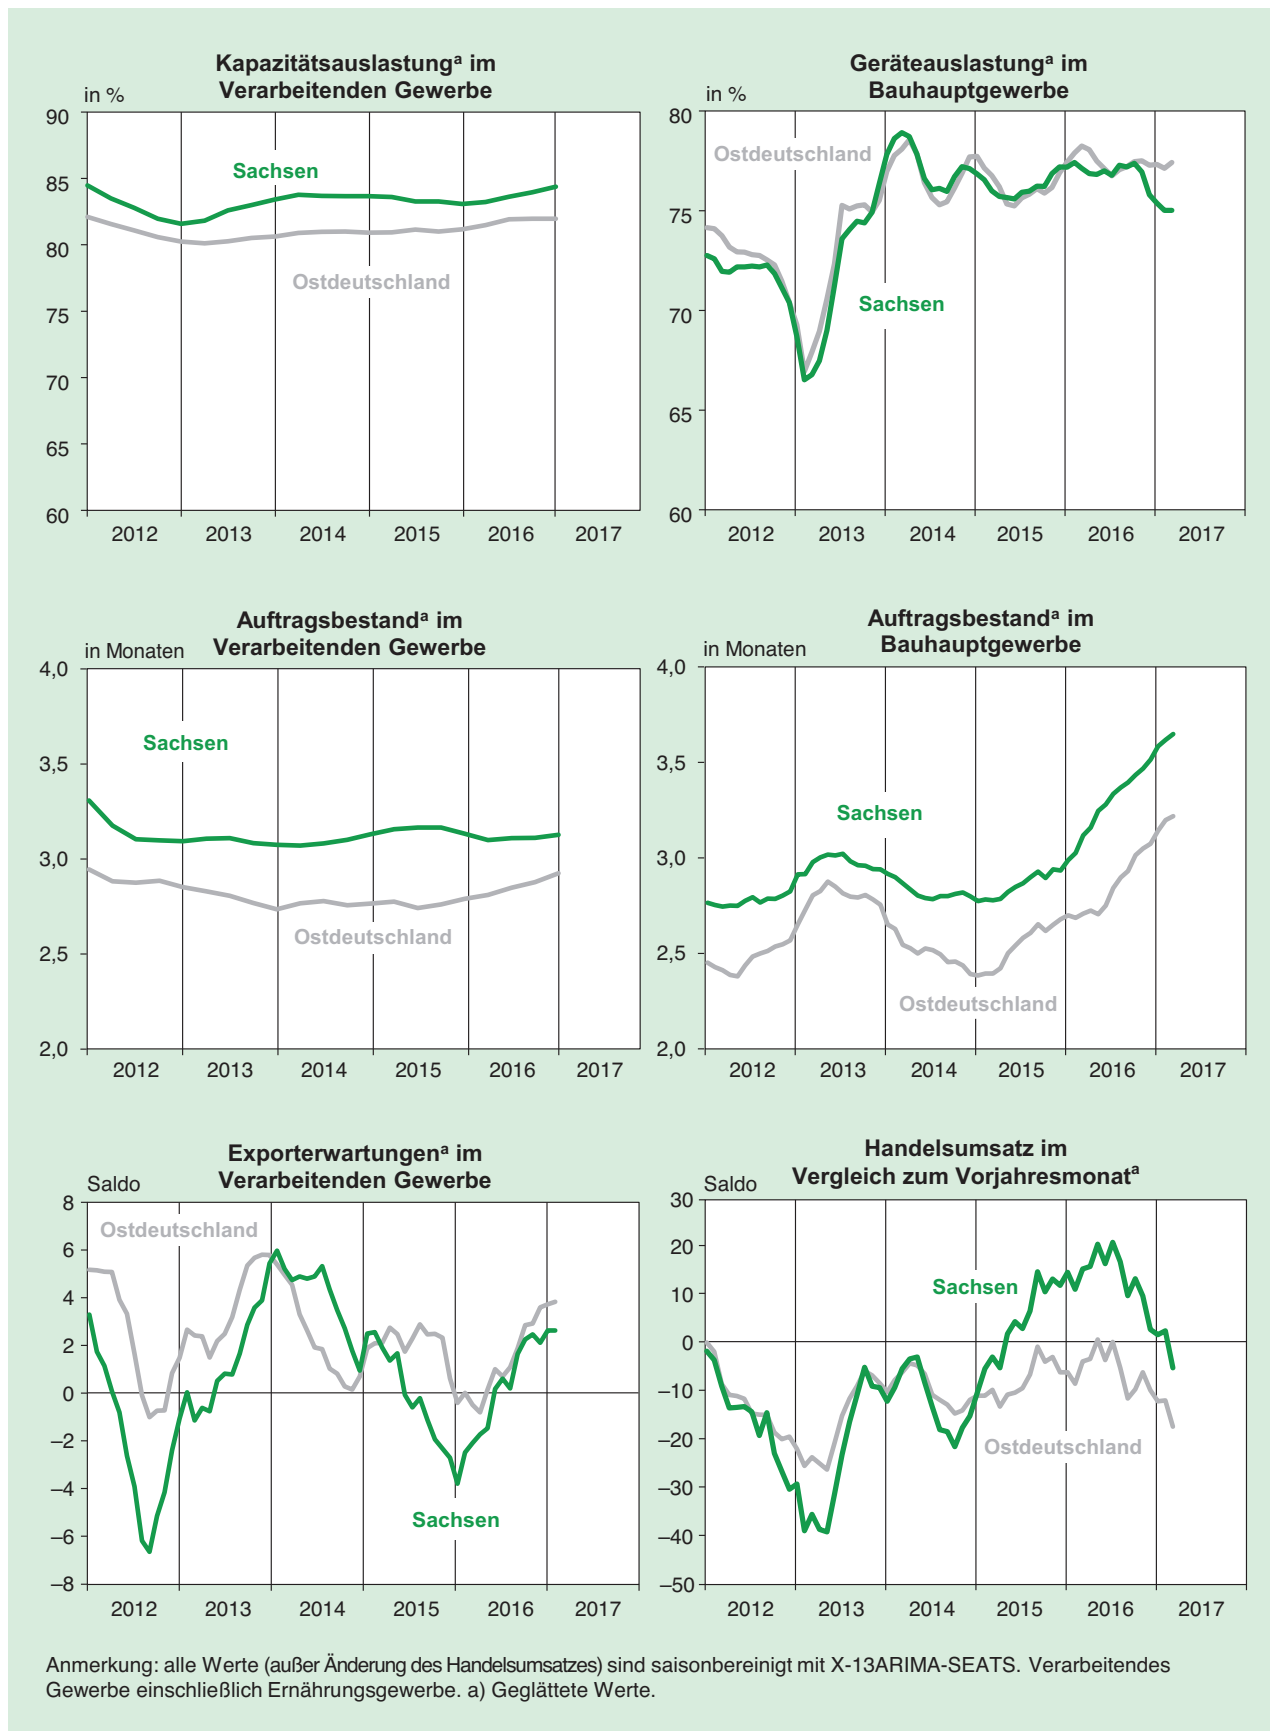 Kapazitätsauslastungᵃ im
Verarbeitenden Gewerbe
in %
90
85
80
75
70
65
60
Sachsen
Ostdeutschland
2012 2013 2014 2015 2016 2017
Geräteauslastungᵃ im
Bauhauptgewerbe
in %
80
75
70
65
60
Ostdeutschland
Sachsen
2012 2013 2014 2015 2016 2017
Auftragsbestandᵃ im
Verarbeitenden Gewerbe
in Monaten
4,0
3,5
3,0
2,5
2,0
Sachsen
Ostdeutschland
2012 2013 2014 2015 2016 2017
Auftragsbestandᵃ im
Bauhauptgewerbe
in Monaten
4,0
3,5
3,0
2,5
2,0
Sachsen
Ostdeutschland
2012 2013 2014 2015 2016 2017
Exporterwartungenᵃ im
Verarbeitenden Gewerbe
Saldo
8
6
4
2
0
–2
–4
–6
–8
Ostdeutschland
Sachsen
2012 2013 2014 2015 2016 2017
Handelsumsatz im
Vergleich zum Vorjahresmonatᵃ
Saldo
30
20
10
0
–10
–20
–30
–40
–50
Sachsen
Ostdeutschland
2012 2013 2014 2015 2016 2017
Anmerkung: alle Werte (außer Änderung des Handelsumsatzes) sind saisonbereinigt mit X-13ARIMA-SEATS. Verarbeitendes
Gewerbe einschließlich Ernährungsgewerbe. a) Geglättete Werte.